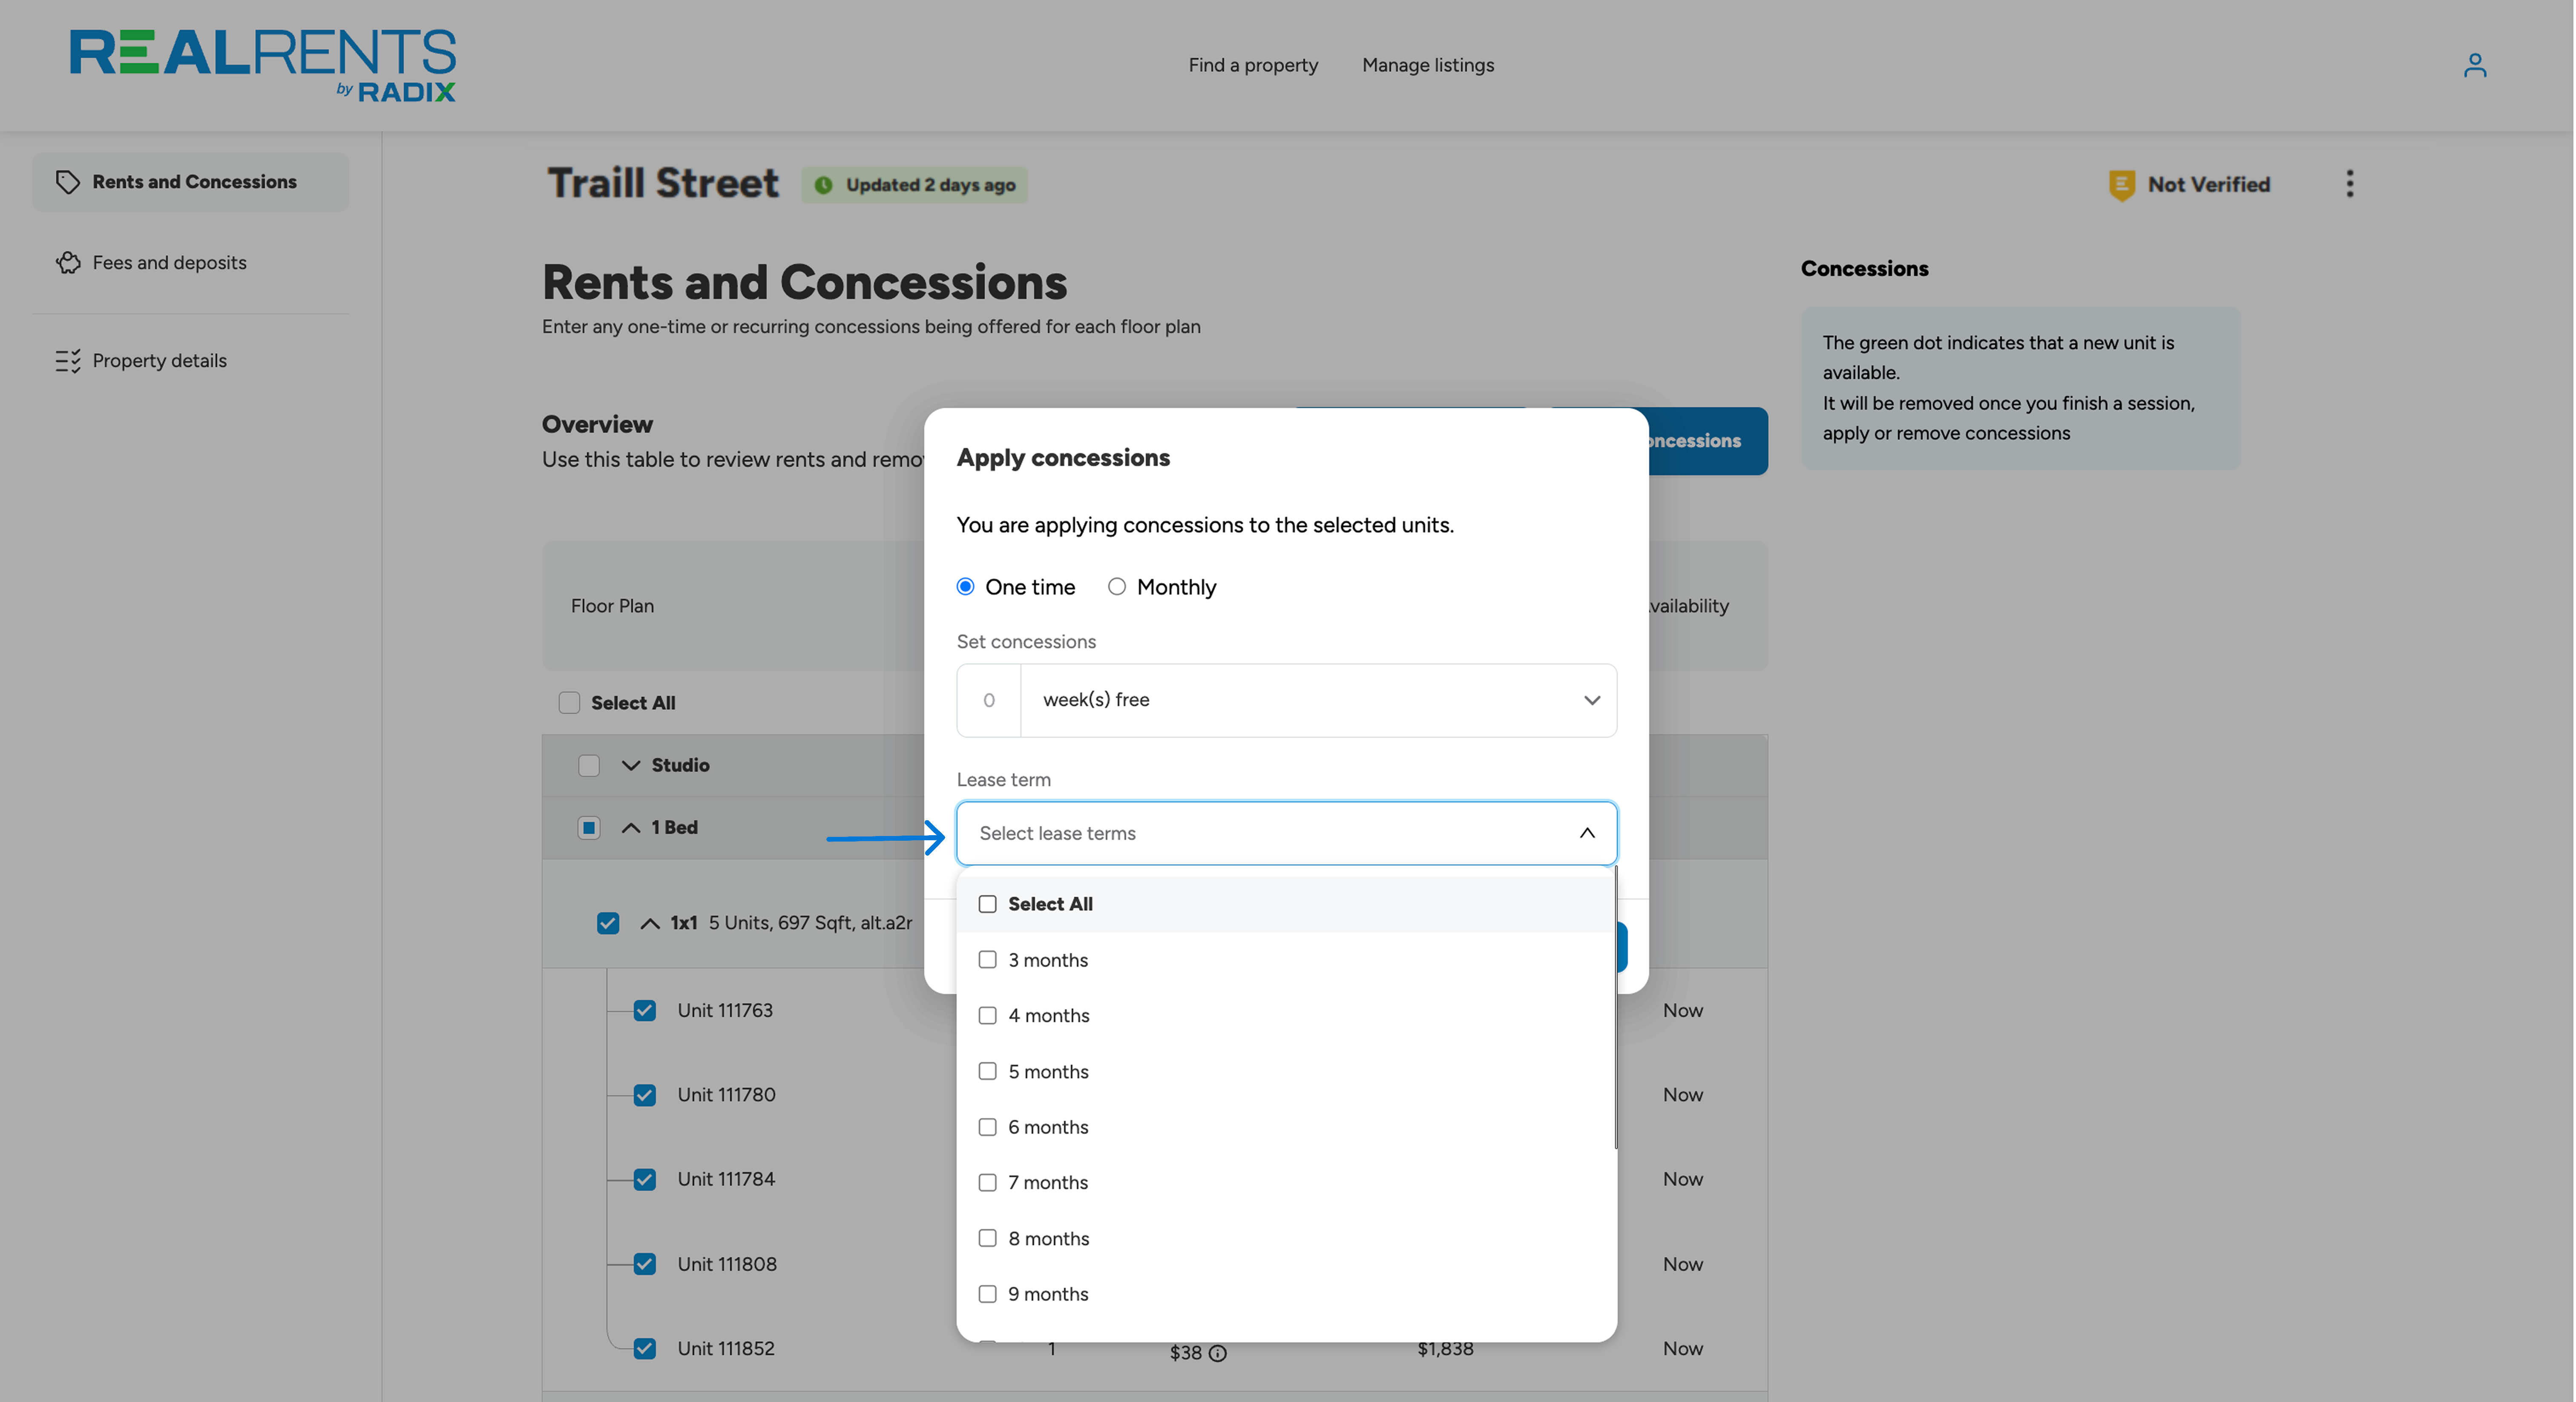 REALRENTS
by RADIX
Find a property
Manage listings
Rents and Concessions
Fees and deposits
Property details
Traill Street
Updated 2 days ago
Not Verified
Rents and Concessions
Enter any one-time or recurring concessions being offered for each floor plan
Concessions
The green dot indicates that a new unit is
available.
It will be removed once you finish a session,
apply or remove concessions
Overview
Use this table to review rents and
Floor Plan
Select All
Studio
1 Bed
1x1 5 Units, 697 Sqft, alt.a2r
Unit 111763
Now
Unit 111780
Now
Unit 111784
Now
Unit 111808
Now
Unit 111852
1
$38
$1,838
Now
Apply concessions
You are applying concessions to the selected units.
One time
Monthly
Set concessions
0
week(s) free
Lease term
Select lease terms
Select All
3 months
4 months
5 months
6 months
7 months
8 months
9 months